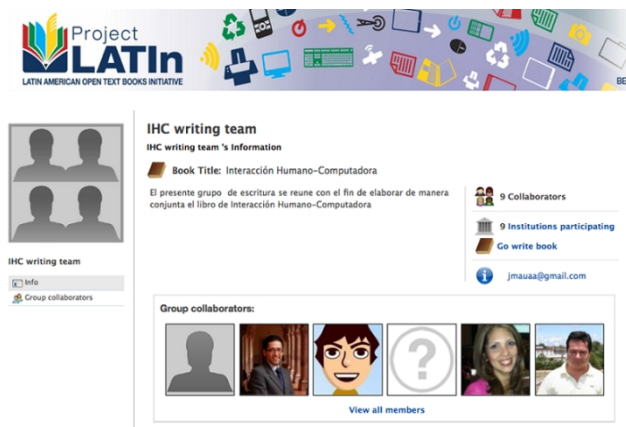 Project
LATIn
LATIN AMERICAN OPEN TEXT BOOKS INITIATIVE
BE
IHC writing team
IHC writing team 's Information
Book Title: Interacción Humano-Computadora
El presente grupo de escritura se reune con el fin de elaborar de manera
conjunta el libro de Interacción Humano-Computadora
9 Collaborators
9 Institutions participating
Go write book
jmauaa@gmail.com
IHC writing team
Info
Group collaborators
Group collaborators:
?
View all members